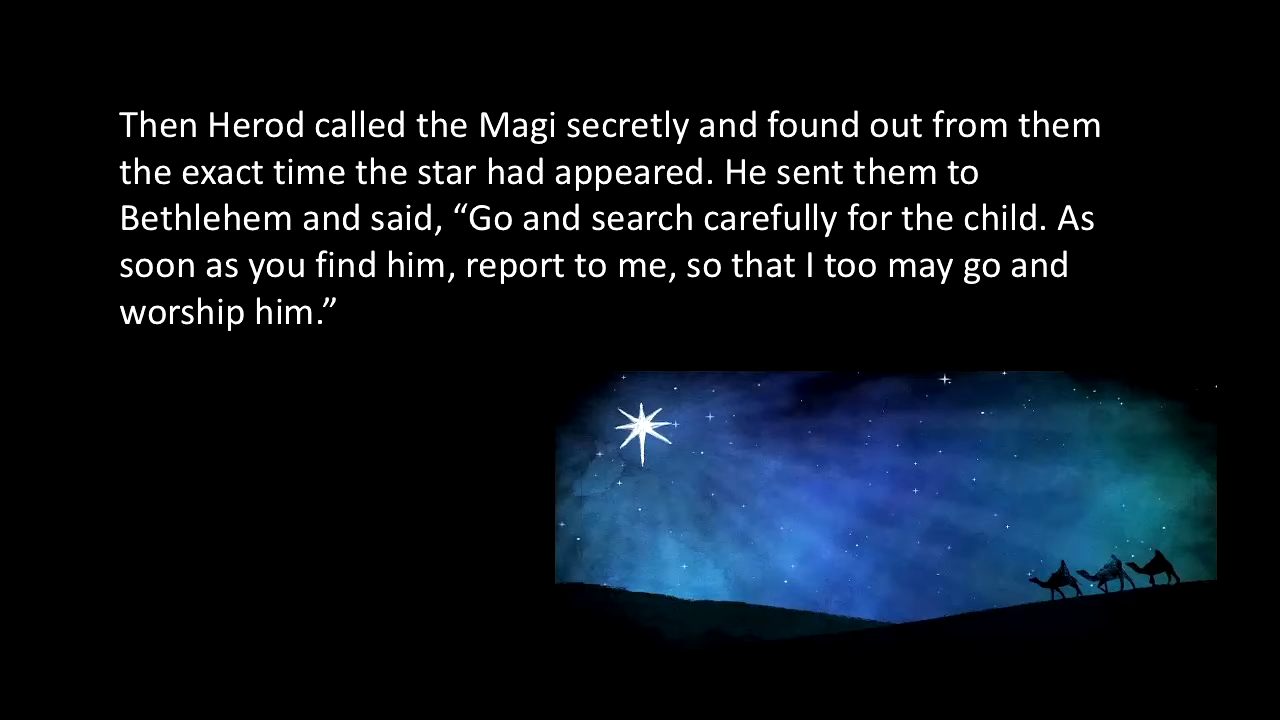 Then Herod called the Magi secretly and found out from them
the exact time the star had appeared. He sent them to
Bethlehem and said, “Go and search carefully for the child. As
soon as you find him, report to me, so that I too may go and
worship him.”